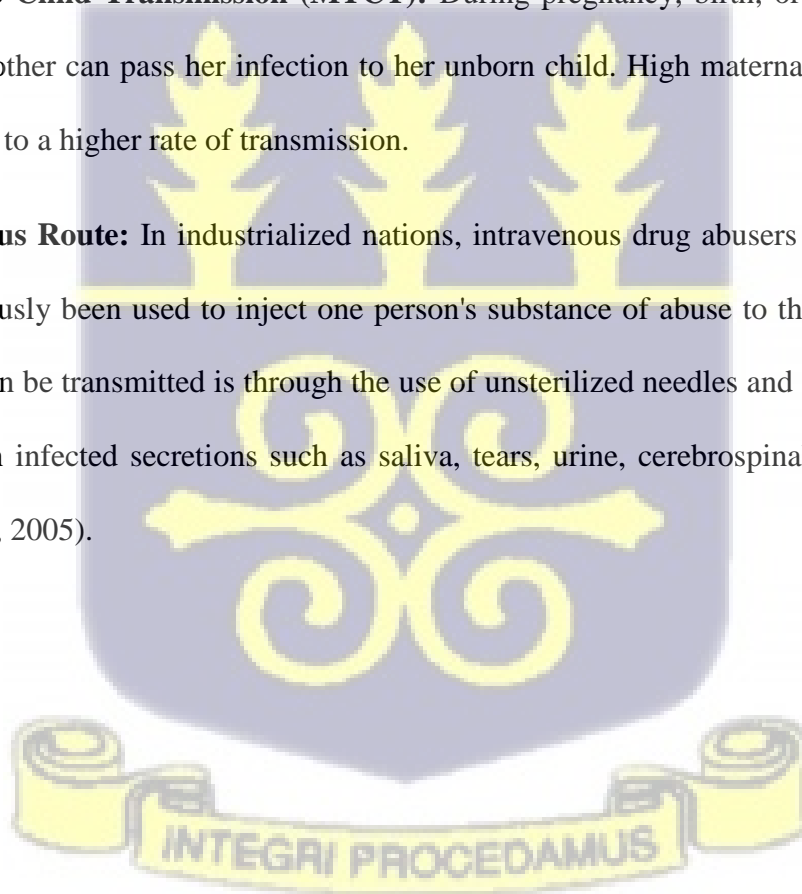 Child Transmission (MTCT): During pregnancy, birth, or
other can pass her infection to her unborn child. High materna
to a higher rate of transmission.
us Route: In industrialized nations, intravenous drug abusers
usly been used to inject one person's substance of abuse to th
n be transmitted is through the use of unsterilized needles and
n infected secretions such as saliva, tears, urine, cerebrospina
, 2005).
INTEGRI PROCEDAMUS